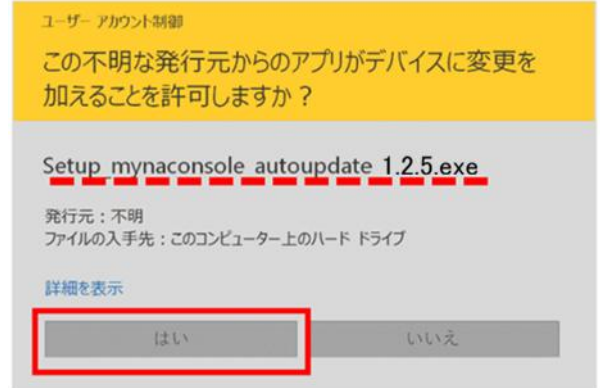 ユーザー アカウント制御
この不明な発行元からのアプリがデバイスに変更を
加えることを許可しますか？
Setup_mynaconsole_autoupdate_1.2.5.exe
発行元：不明
ファイルの入手先：このコンピューター上のハード ドライブ
詳細を表示
はい いいえ